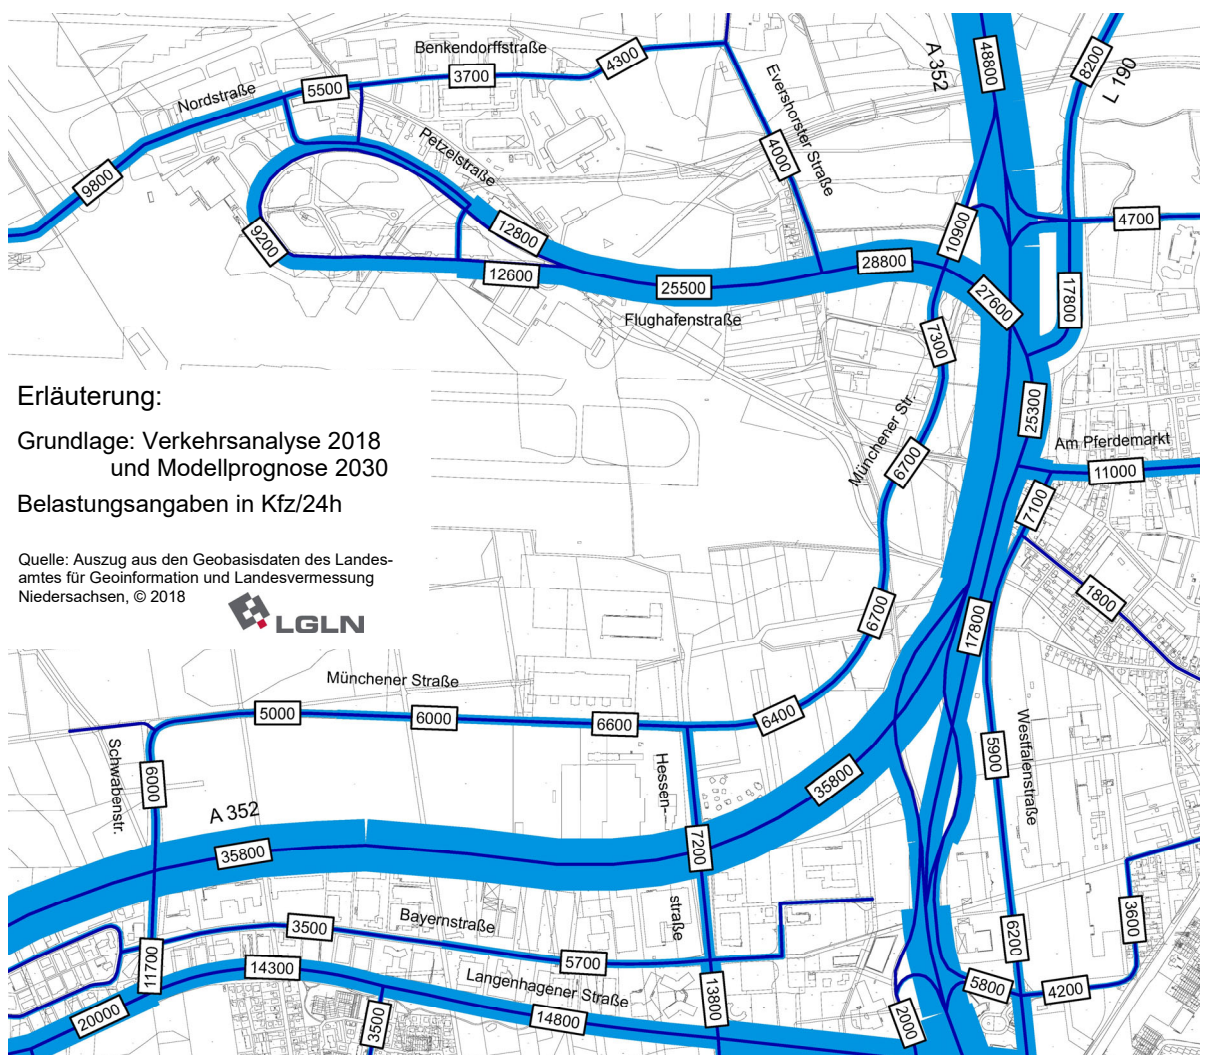 48800
A 352
8200
L 190
Benkendorffstraße
4300
3700
5500
Nordstraße
Evershorster Straße
4000
Petzelstraße
9800
4700
10900
12800
9200
28800
12600
25500
27600
17800
Flughafenstraße
7300
Erläuterung:
25300
Münchener Str.
Grundlage: Verkehrsanalyse 2018
und Modellprognose 2030
Am Pferdemarkt
6700
11000
Belastungsangaben in Kfz/24h
7100
Quelle: Auszug aus den Geobasisdaten des Landes-
amtes für Geoinformation und Landesvermessung
Niedersachsen, © 2018
LGLN
1800
6700
17800
Münchener Straße
5000
6000
6600
6400
Westfalenstraße
5900
Schwabenstr.
6000
Hessen-
35800
A 352
7200
35800
straße
Bayernstraße
3500
3600
6200
5700
11700
14300
Langenhagener Straße
5800
4200
13800
20000
3500
14800
2000